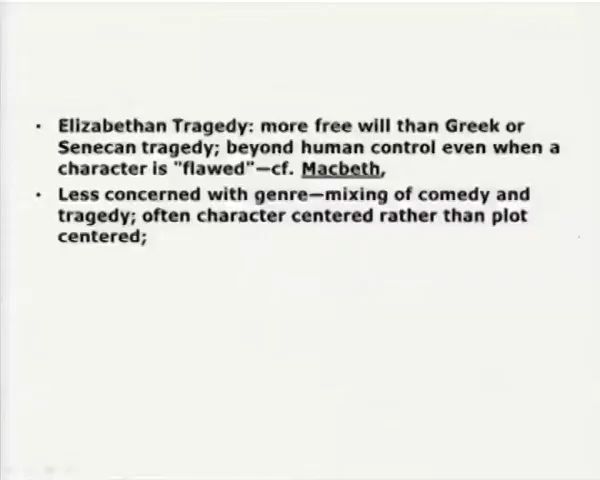 • Elizabethan Tragedy: more free will than Greek or
Senecan tragedy; beyond human control even when a
character is "flawed"—cf. Macbeth,
• Less concerned with genre—mixing of comedy and
tragedy; often character centered rather than plot
centered;